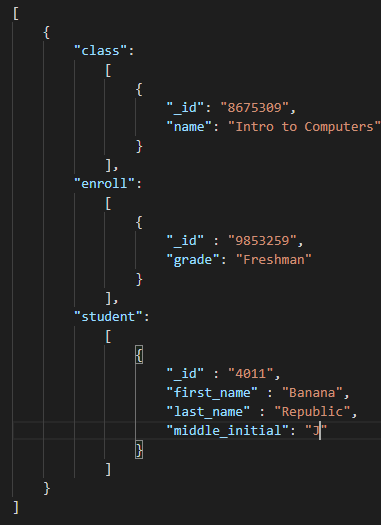 [
    {
        "class":
            [
                {
                    "_id": "8675309",
                    "name": "Intro to Computers"
                }
            ],
        "enroll":
            [
                {
                    "_id" : "9853259",
                    "grade": "Freshman"
                }
            ],
        "student":
            [
                {
                    "_id" : "4011",
                    "first_name" : "Banana",
                    "last_name" : "Republic",
                    "middle_initial": "J"
                }
            ]
    }
]